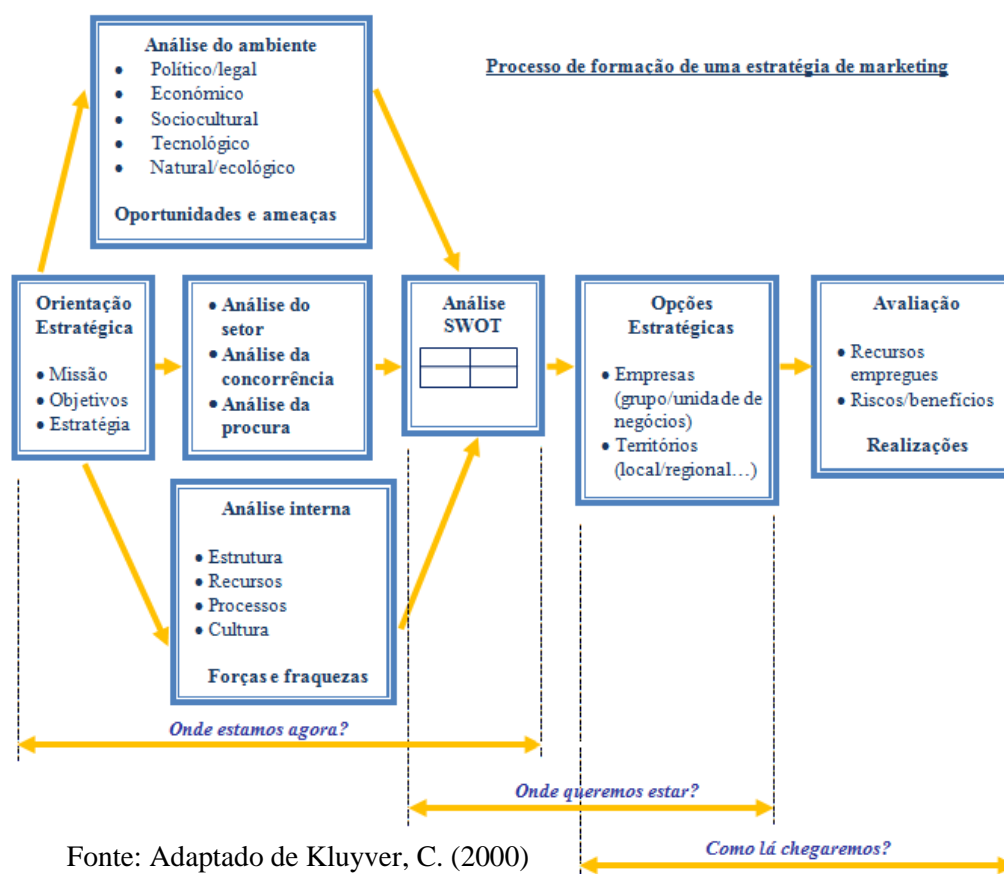 Análise do ambiente
• Político/legal
• Económico
• Sociocultural
• Tecnológico
• Natural/ecológico
Oportunidades e ameaças
Processo de formação de uma estratégia de marketing
Orientação
Estratégica
• Missão
• Objetivos
• Estratégia
• Análise do
setor
• Análise da
concorrência
• Análise da
procura
Análise
SWOT
Opções
Estratégicas
• Empresas
(grupo/unidade de
negócios)
• Territórios
(local/regional…)
Avaliação
• Recursos
empregues
• Riscos/benefícios
Realizações
Análise interna
• Estrutura
• Recursos
• Processos
• Cultura
Forças e fraquezas
Onde estamos agora?
Onde queremos estar?
Como lá chegaremos?
Fonte: Adaptado de Kluyver, C. (2000)